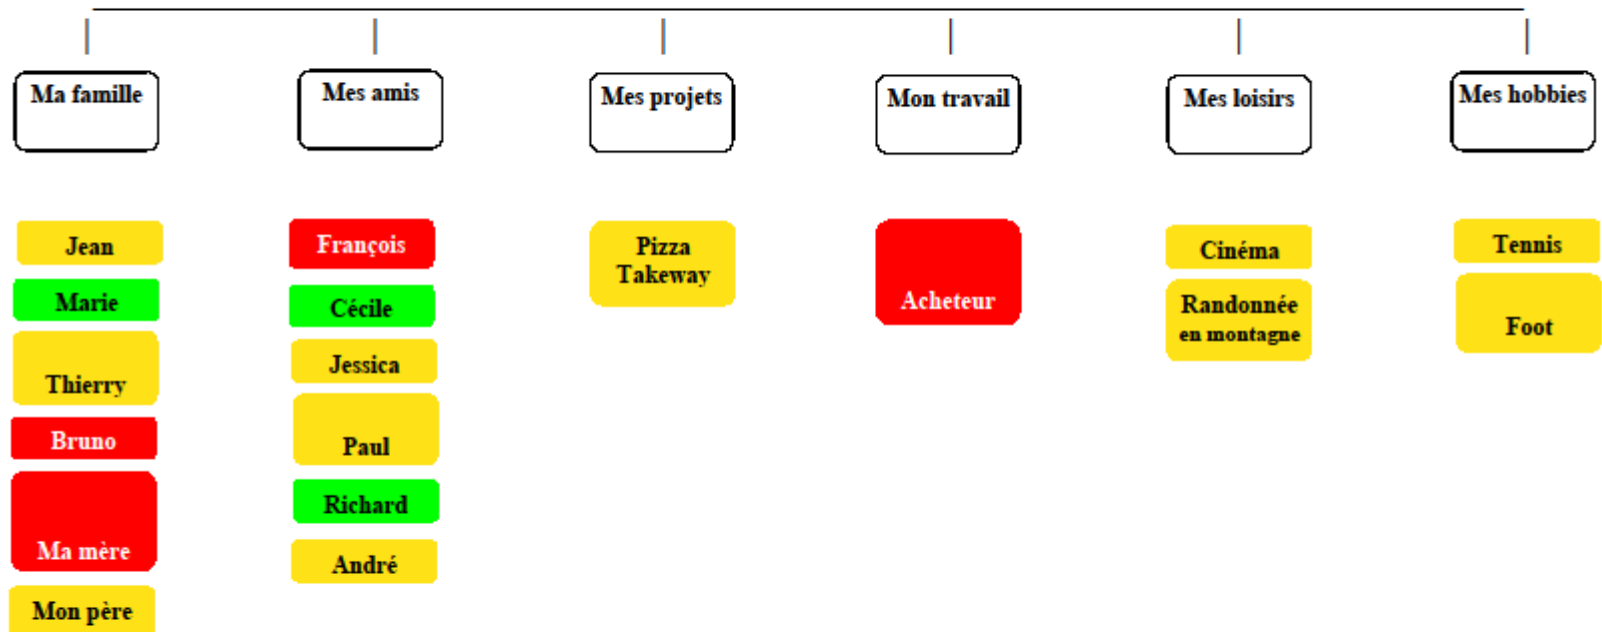 Ma famille
Mes amis
Mes projets
Mon travail
Mes loisirs
Mes hobbies
Jean
Marie
Thierry
Bruno
Ma mère
Mon père
François
Cécile
Jessica
Paul
Richard
André
Pizza
Takeway
Acheteur
Cinéma
Randonnée
en montagne
Tennis
Foot